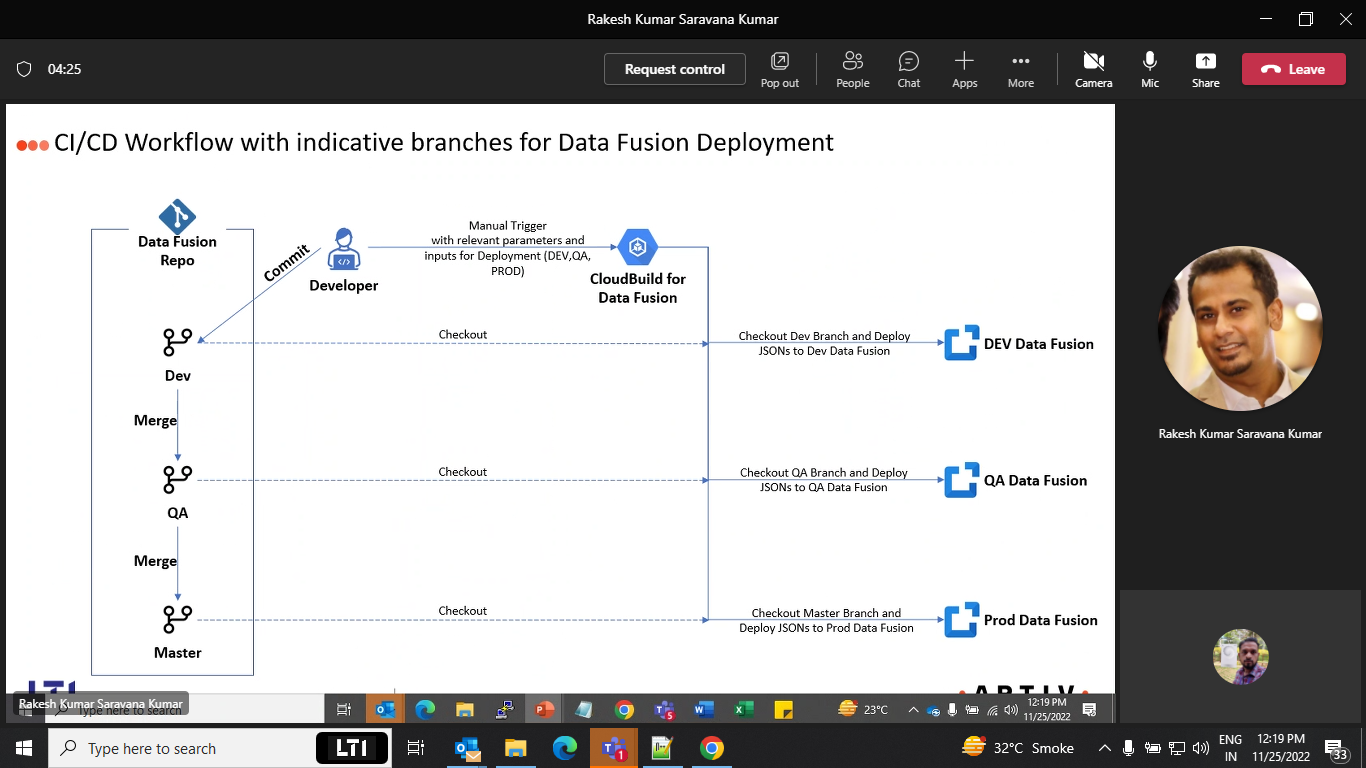 Rakesh Kumar Saravana Kumar
04:25
Request control
Pop out
People
Chat
Apps
More
Camera
Mic
Share
Leave
CI/CD Workflow with indicative branches for Data Fusion Deployment
Data Fusion
Repo
Commit
Developer
Manual Trigger
with relevant parameters and
inputs for Deployment (DEV,QA,
PROD)
CloudBuild for
Data Fusion
Dev
Checkout
Checkout Dev Branch and Deploy
JSONs to Dev Data Fusion
DEV Data Fusion
Merge
QA
Checkout
Checkout QA Branch and Deploy
JSONs to QA Data Fusion
QA Data Fusion
Merge
Master
Checkout
Checkout Master Branch and
Deploy JSONs to Prod Data Fusion
Prod Data Fusion
Rakesh Kumar Saravana Kumar
LTI
Rakesh Kumar Saravana Kumar
Type here to search
5
23°C
12:19 PM
11/25/2022
Type here to search
LTI
1
32°C Smoke
ENG
IN
12:19 PM
11/25/2022
33